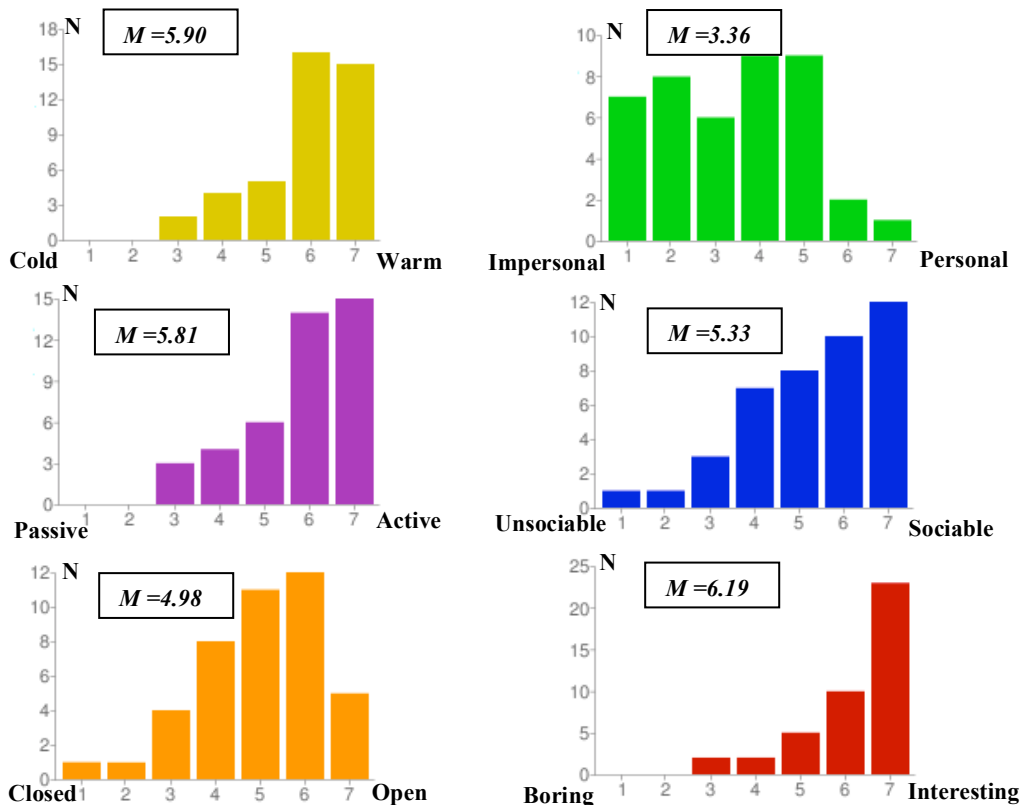 N
M =5.90
18
15
12
9
6
3
0
1 2 3 4 5 6 7
Cold Warm
N
M =3.36
10
8
6
4
2
0
1 2 3 4 5 6 7
Impersonal Personal
N
M =5.81
15
12
9
6
3
0
1 2 3 4 5 6 7
Passive Active
N
M =5.33
12
10
8
6
4
2
0
1 2 3 4 5 6 7
Unsociable Sociable
N
M =4.98
12
10
8
6
4
2
0
1 2 3 4 5 6 7
Closed Open
N
M =6.19
25
20
15
10
5
0
1 2 3 4 5 6 7
Boring Interesting